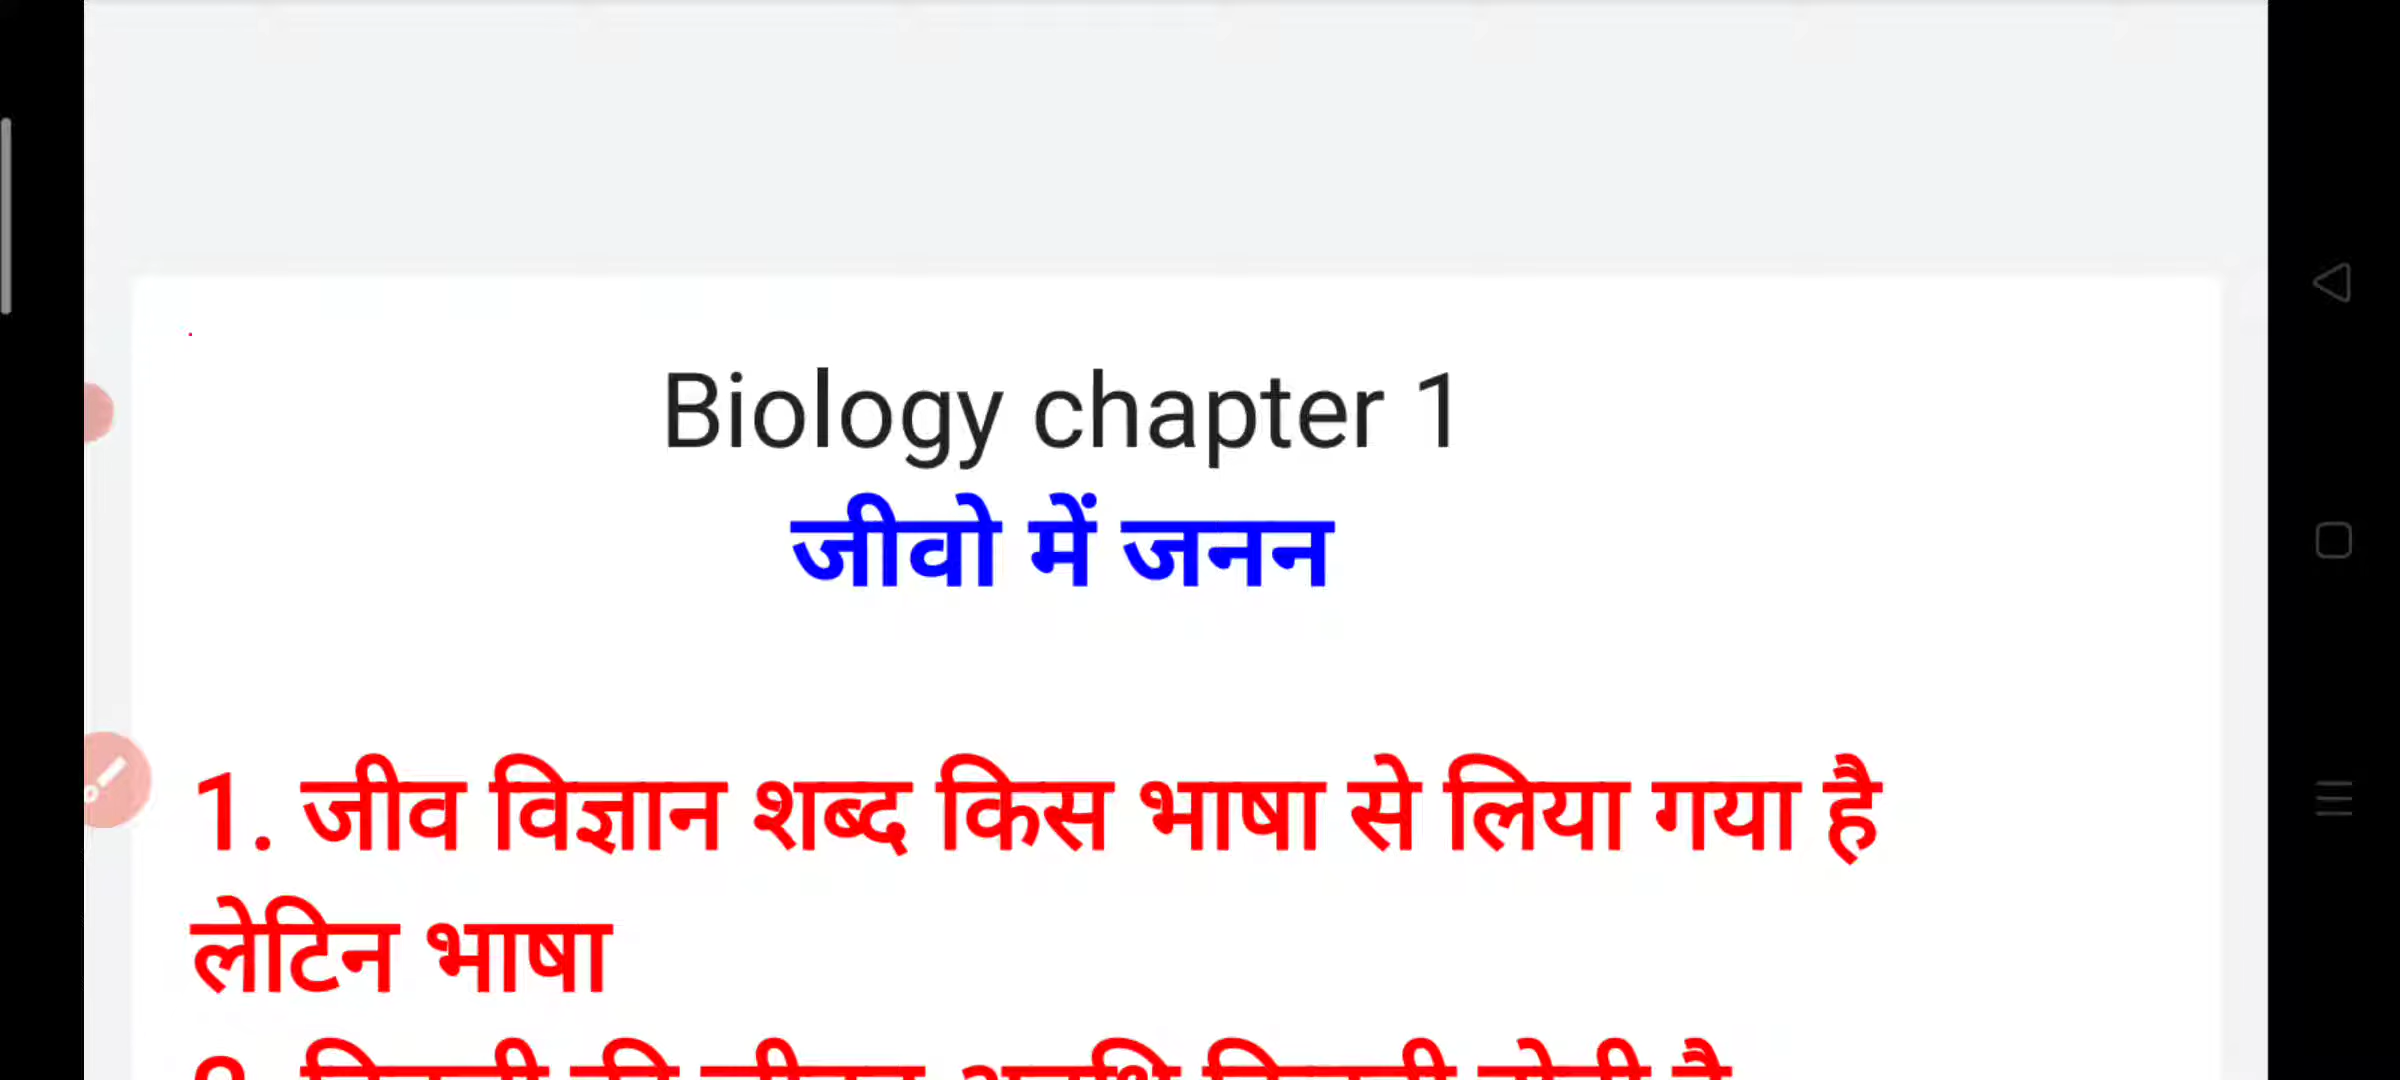 Biology chapter 1
जीवो में जनन
1. जीव विज्ञान शब्द किस भाषा से लिया गया है
लेटिन भाषा